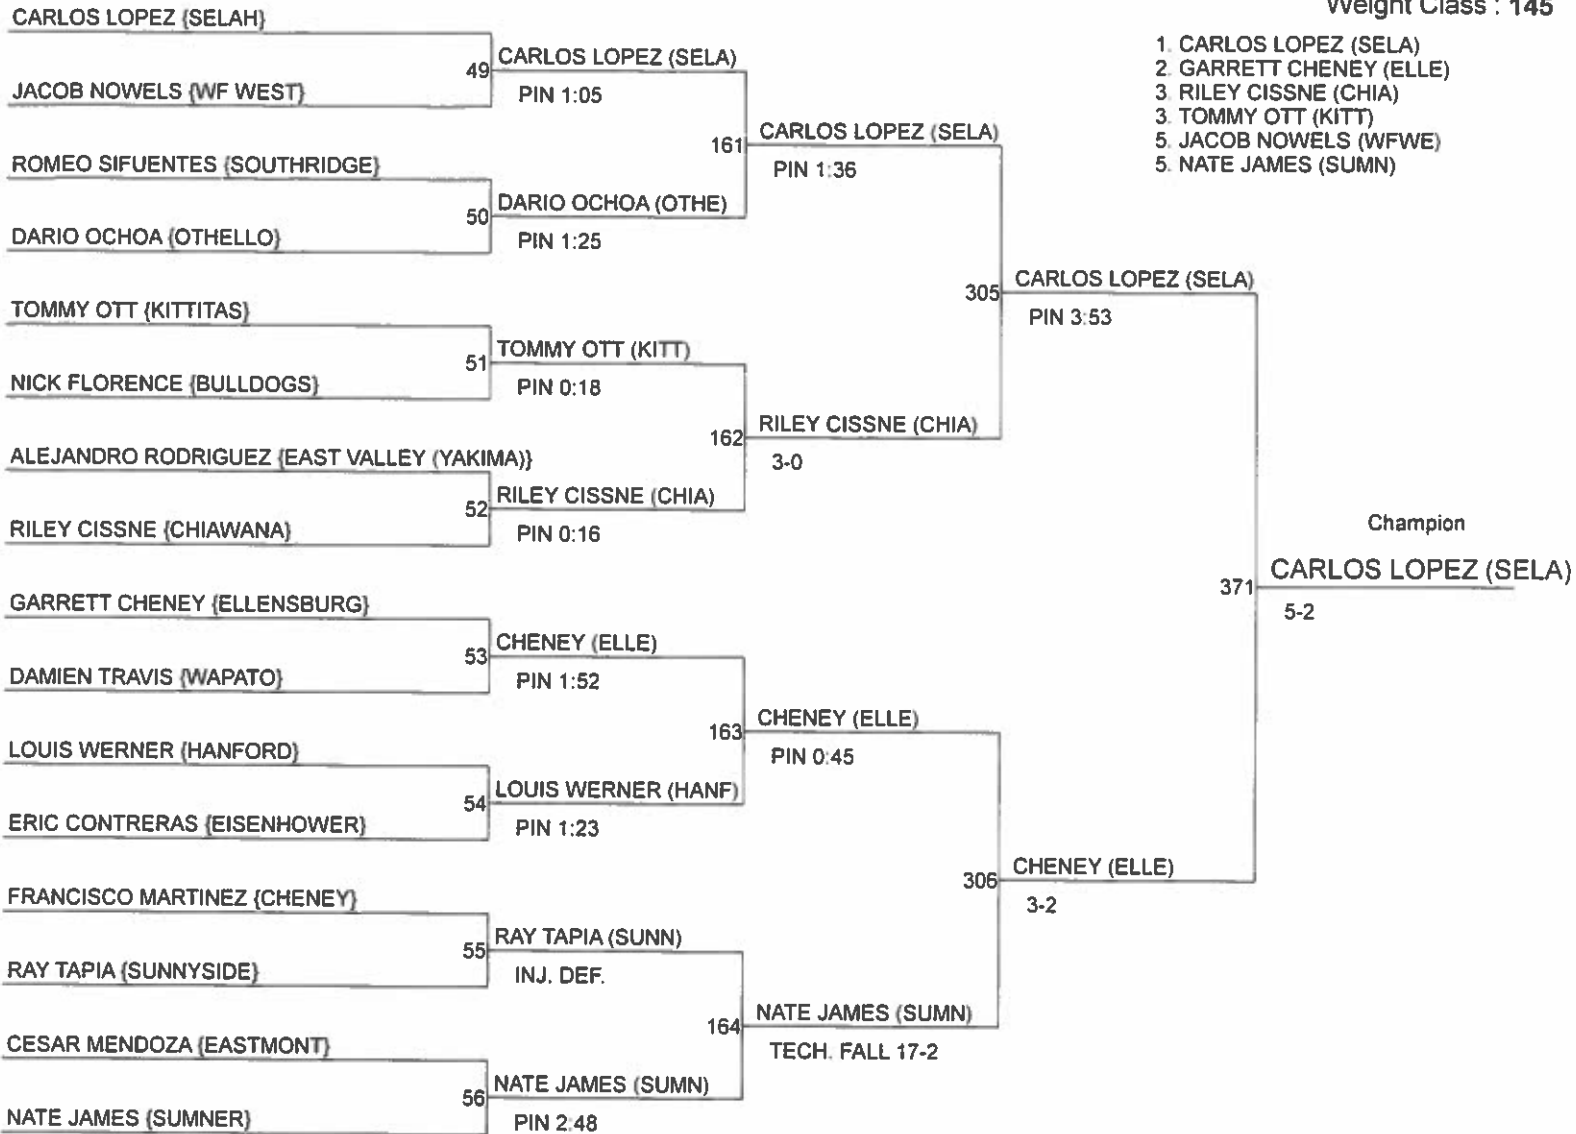 Weight Class : 145
1. CARLOS LOPEZ (SELA)
2. GARRETT CHENEY (ELLE)
3. RILEY CISSNE (CHIA)
3. TOMMY OTT (KITT)
5. JACOB NOWELS (WFWE)
5. NATE JAMES (SUMN)
CARLOS LOPEZ {SELAH}
49
JACOB NOWELS {WF WEST}
CARLOS LOPEZ (SELA)
PIN 1:05
ROMEO SIFUENTES {SOUTHRIDGE}
50
DARIO OCHOA {OTHELLO}
DARIO OCHOA (OTHE)
PIN 1:25
161
CARLOS LOPEZ (SELA)
PIN 1:36
TOMMY OTT {KITTITAS}
51
NICK FLORENCE {BULLDOGS}
TOMMY OTT (KITT)
PIN 0:18
ALEJANDRO RODRIGUEZ {EAST VALLEY (YAKIMA)}
52
RILEY CISSNE {CHIAWANA}
RILEY CISSNE (CHIA)
PIN 0:16
162
RILEY CISSNE (CHIA)
3-0
305
CARLOS LOPEZ (SELA)
PIN 3:53
GARRETT CHENEY {ELLENSBURG}
53
DAMIEN TRAVIS {WAPATO}
CHENEY (ELLE)
PIN 1:52
LOUIS WERNER {HANFORD}
54
ERIC CONTRERAS {EISENHOWER}
LOUIS WERNER (HANF)
PIN 1:23
163
CHENEY (ELLE)
PIN 0:45
FRANCISCO MARTINEZ {CHENEY}
55
RAY TAPIA {SUNNYSIDE}
RAY TAPIA (SUNN)
INJ. DEF.
CESAR MENDOZA {EASTMONT}
56
NATE JAMES {SUMNER}
NATE JAMES (SUMN)
PIN 2:48
164
NATE JAMES (SUMN)
TECH. FALL 17-2
306
CHENEY (ELLE)
3-2
371
Champion
CARLOS LOPEZ (SELA)
5-2